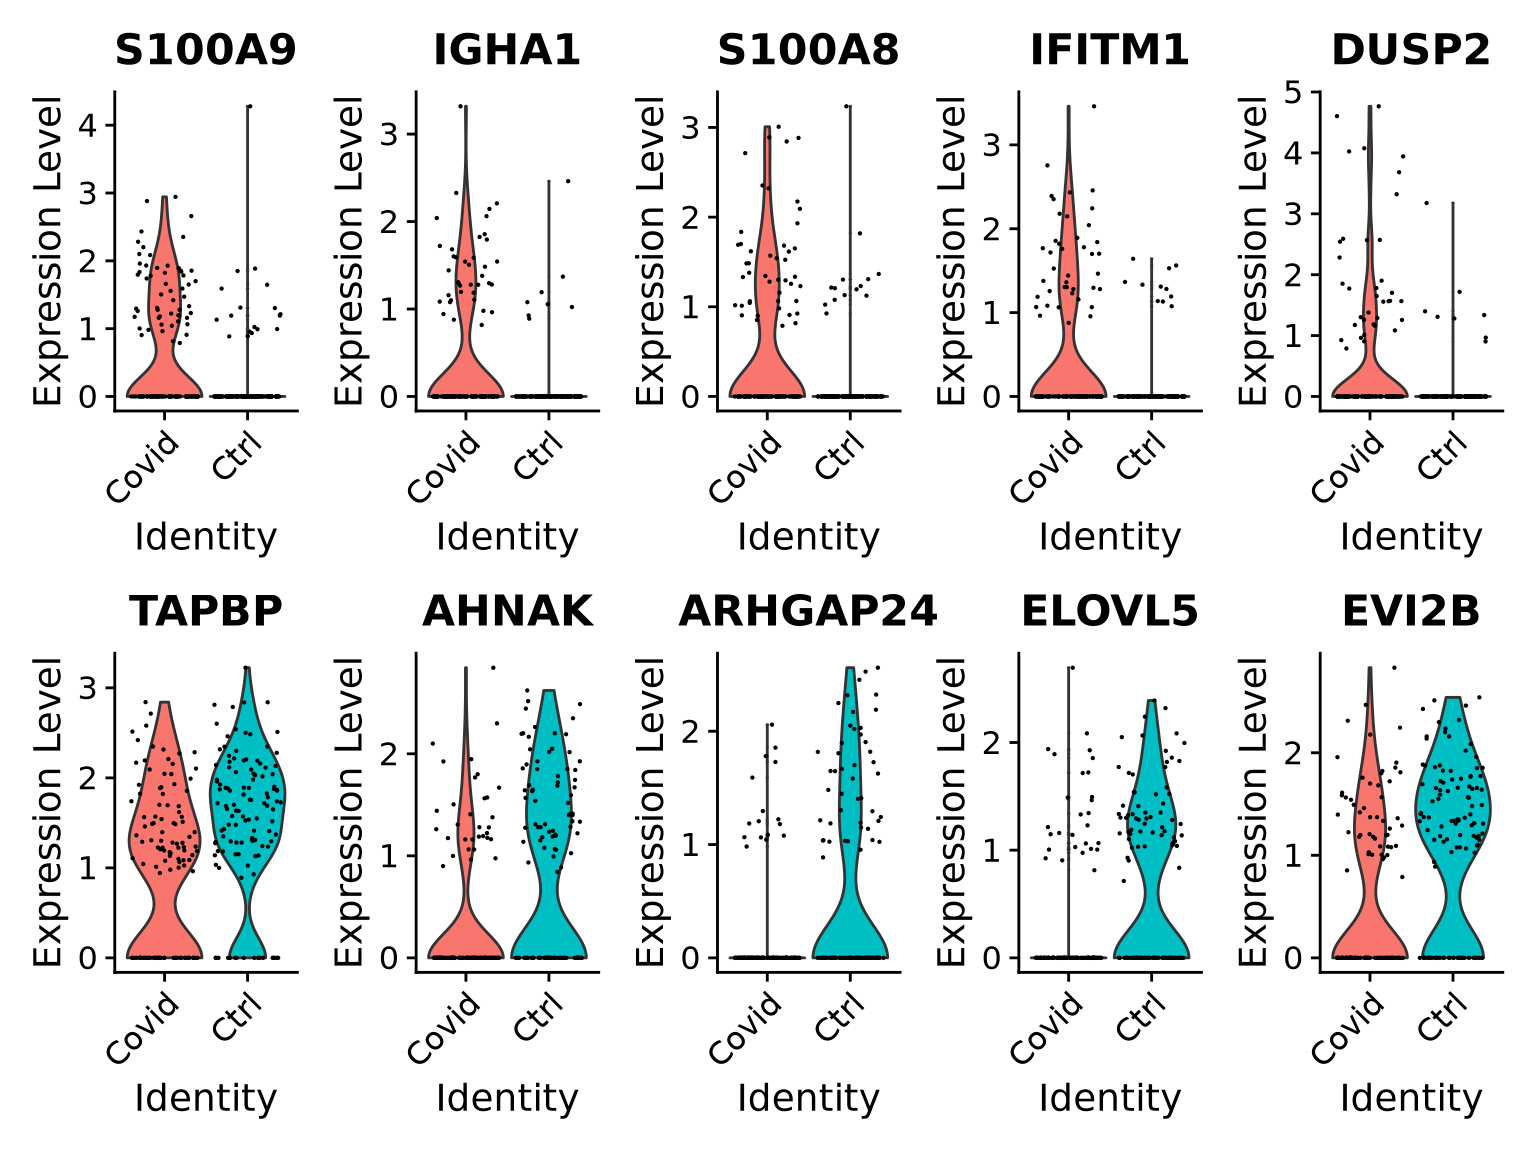 S100A9
IGHA1
S100A8
IFITM1
DUSP2
Expression Level
4
3
2
1
0
Covid
Ctrl
Identity
Expression Level
3
2
1
0
Covid
Ctrl
Identity
Expression Level
3
2
1
0
Covid
Ctrl
Identity
Expression Level
3
2
1
0
Covid
Ctrl
Identity
Expression Level
5
4
3
2
1
0
Covid
Ctrl
Identity
TAPBP
AHNAK
ARHGAP24
ELOVL5
EVI2B
Expression Level
3
2
1
0
Covid
Ctrl
Identity
Expression Level
2
1
0
Covid
Ctrl
Identity
Expression Level
2
1
0
Covid
Ctrl
Identity
Expression Level
2
1
0
Covid
Ctrl
Identity
Expression Level
2
1
0
Covid
Ctrl
Identity